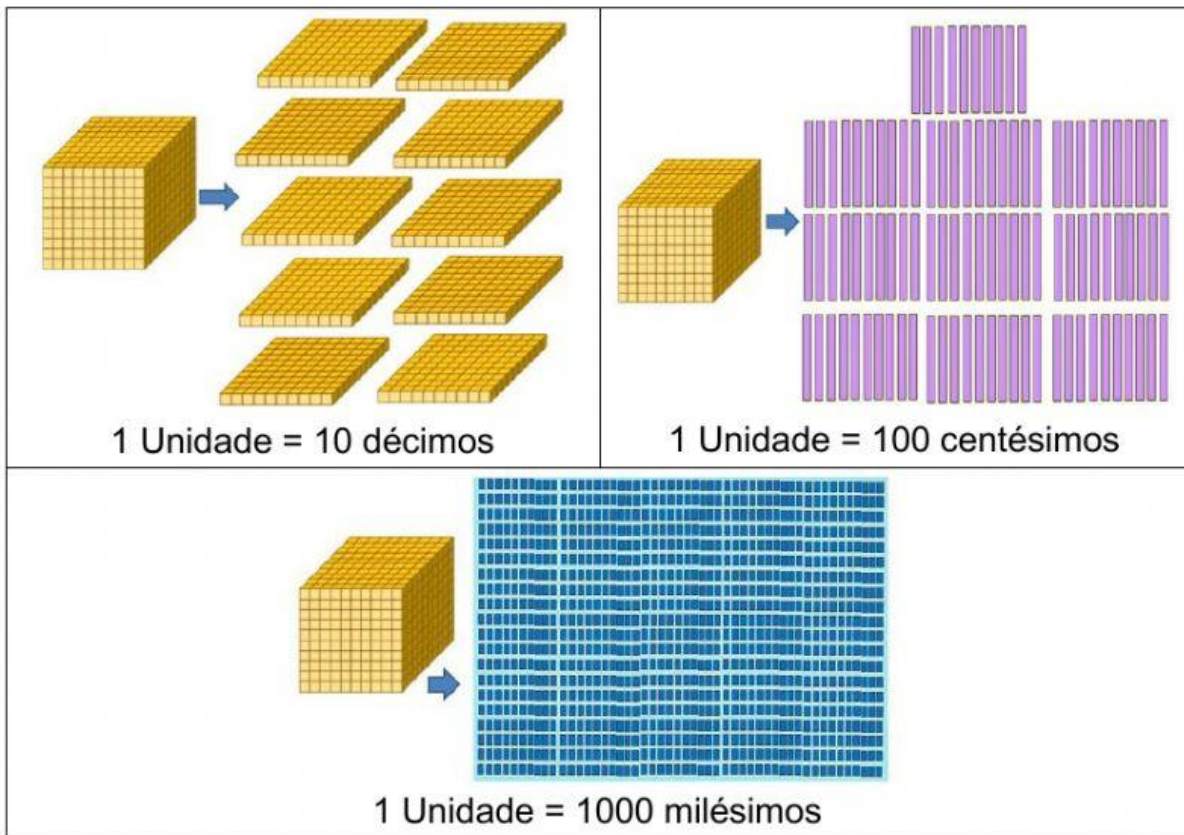 1 Unidade = 10 décimos
1 Unidade = 100 centésimos
1 Unidade = 1000 milésimos